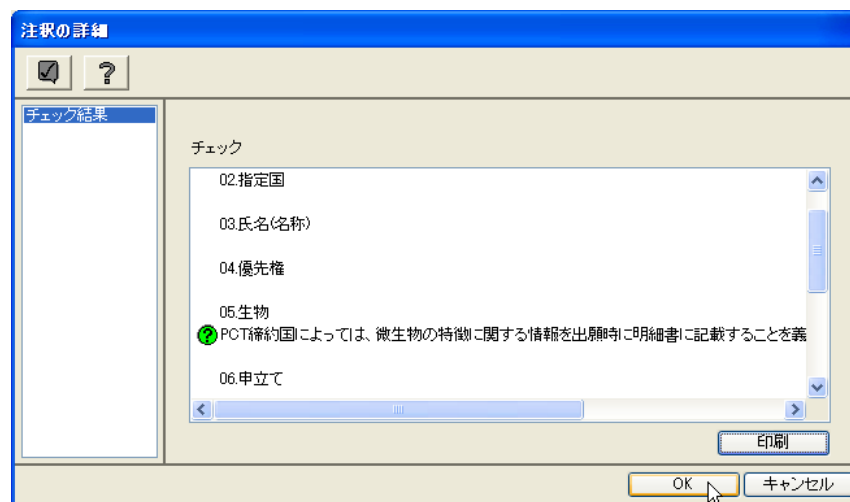 注釈の詳細
チェック結果
チェック
02.指定国
03.氏名(名称)
04.優先権
05.生物
PCT締約国によっては、微生物の特徴に関する情報を出願時に明細書に記載することを義
06.申立て
印刷
OK
キャンセル